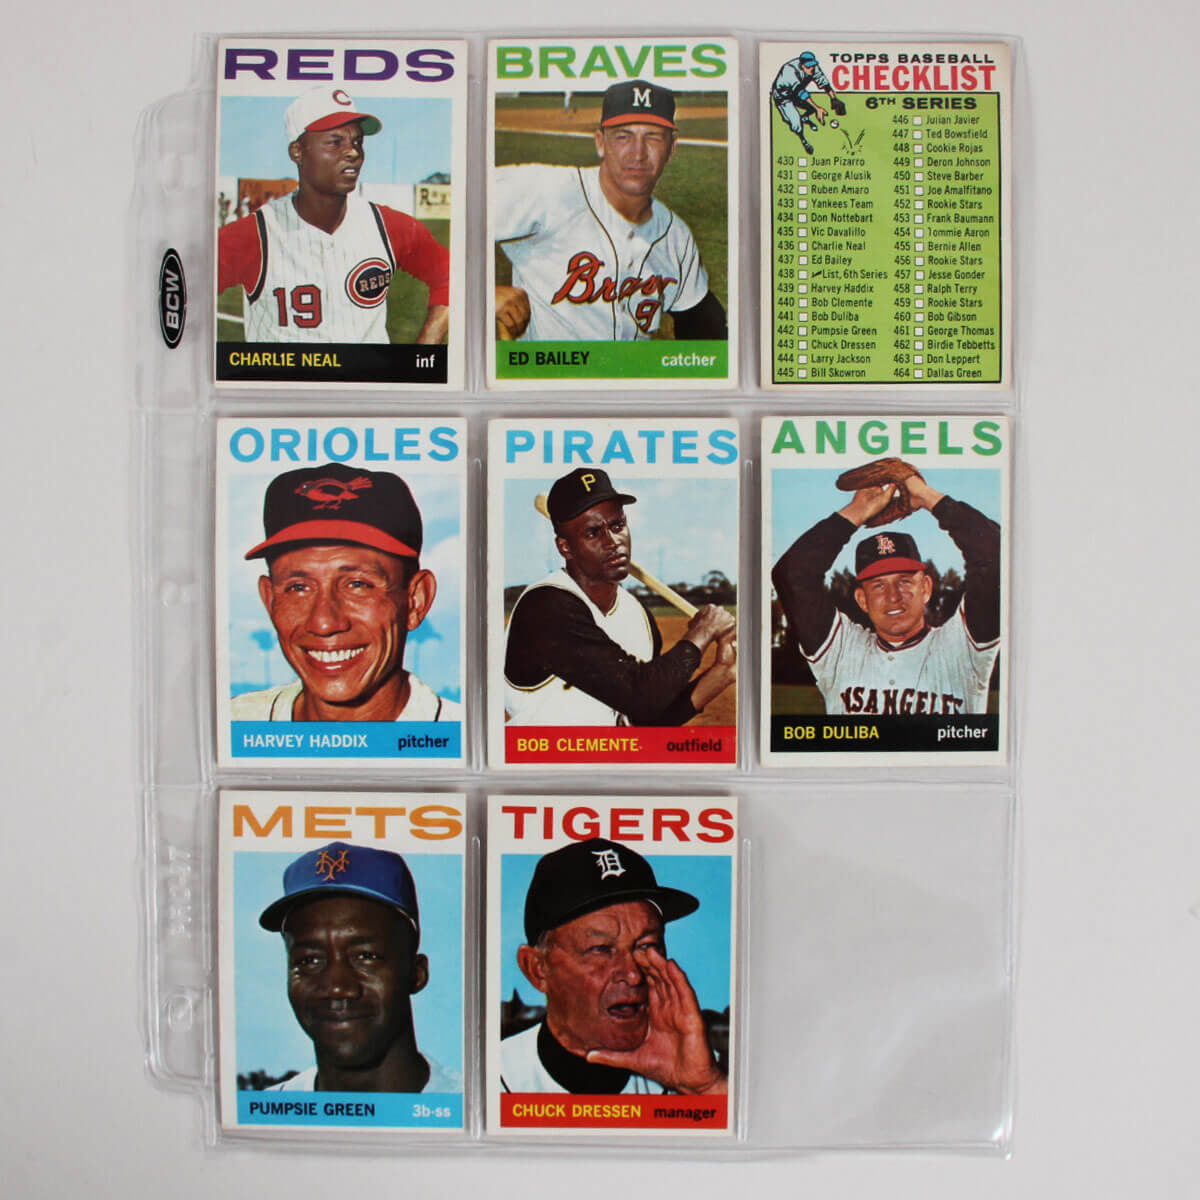 REDS
C
REDS
19
CHARLIE NEAL inf
BRAVES
M
Braves
9
ED BAILEY catcher
TOPPS BASEBALL
CHECKLIST
6TH SERIES
430 Juan Pizarro
431 George Alusik
432 Ruben Amaro
433 Yankees Team
434 Don Nottebart
435 Vic Davalillo
436 Charlie Neal
437 Ed Bailey
438 List, 6th Series
439 Harvey Haddix
440 Bob Clemente
441 Bob Duliba
442 Pumpsie Green
443 Chuck Dressen
444 Larry Jackson
445 Bill Skowron
446 Julian Javier
447 Ted Bowsfield
448 Cookie Rojas
449 Deron Johnson
450 Steve Barber
451 Joe Amalfitano
452 Rookie Stars
453 Frank Baumann
454 Tommie Aaron
455 Bernie Allen
456 Rookie Stars
457 Jesse Gonder
458 Ralph Terry
459 Rookie Stars
460 Bob Gibson
461 George Thomas
462 Birdie Tebbetts
463 Don Leppert
464 Dallas Green
BCW
ORIOLES
HARVEY HADDIX pitcher
PIRATES
P
BOB CLEMENTE outfield
ANGELS
LA
BOB DULIBA pitcher
METS
NY
PUMPSIE GREEN 3b-ss
TIGERS
D
CHUCK DRESSEN manager